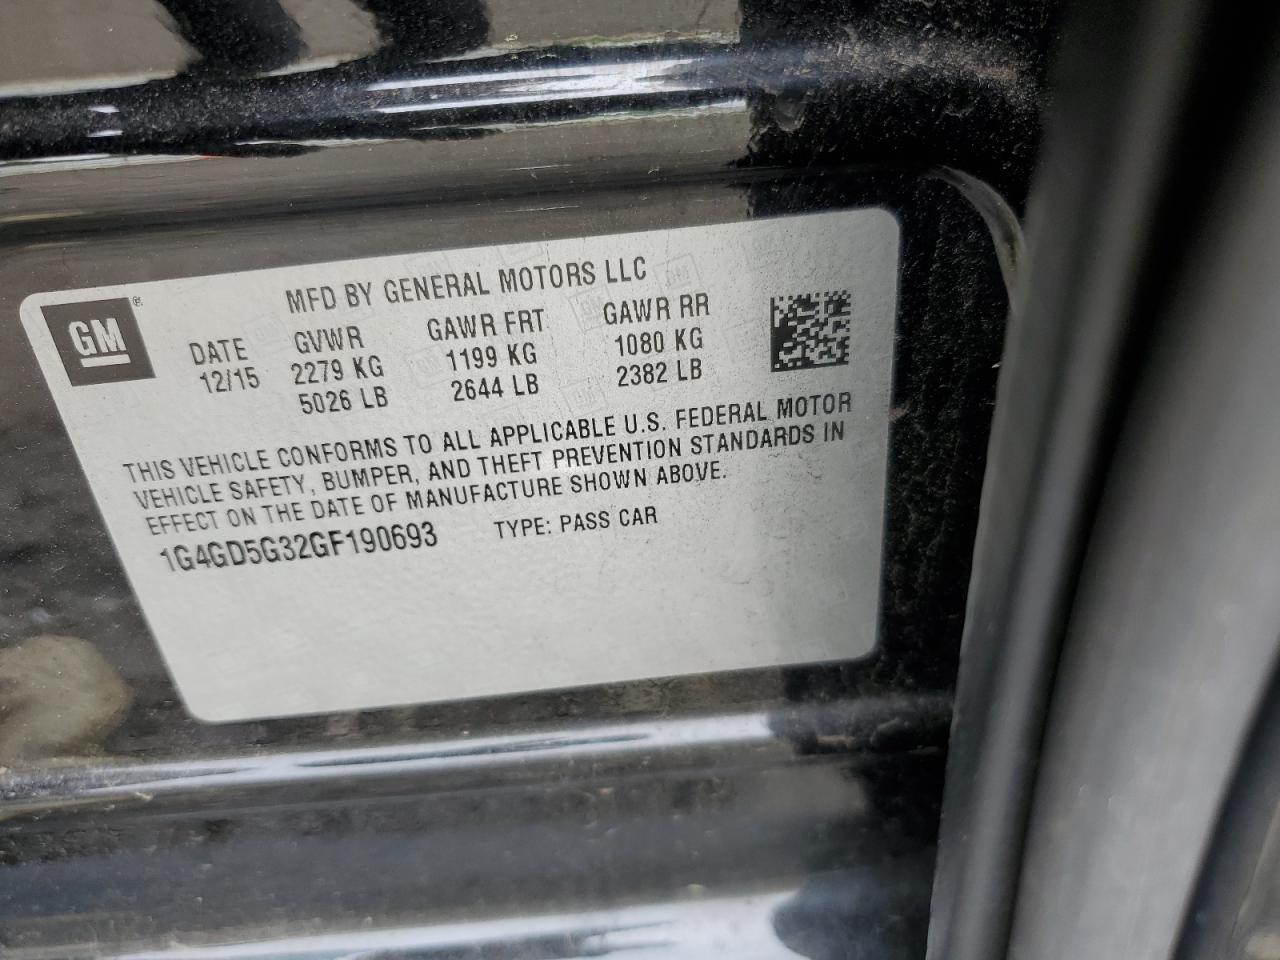 GM
®
MFD BY GENERAL MOTORS LLC
DATE GVWR GAWR FRT GAWR RR
12/15 2279 KG 1199 KG 1080 KG
5026 LB 2644 LB 2382 LB
THIS VEHICLE CONFORMS TO ALL APPLICABLE U.S. FEDERAL MOTOR
VEHICLE SAFETY, BUMPER, AND THEFT PREVENTION STANDARDS IN
EFFECT ON THE DATE OF MANUFACTURE SHOWN ABOVE.
1G4GD5G32GF190693 TYPE: PASS CAR